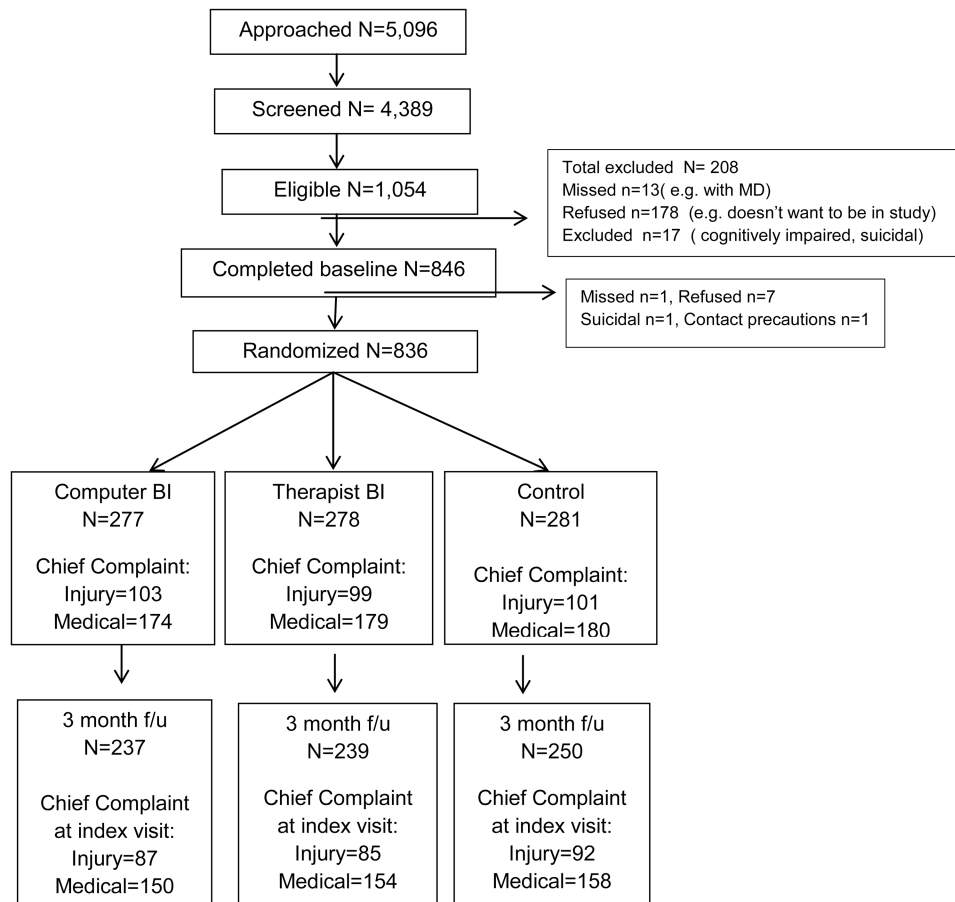 Approached N=5,096
Screened N= 4,389
Eligible N=1,054
Total excluded N= 208
Missed n=13( e.g. with MD)
Refused n=178 (e.g. doesn't want to be in study)
Excluded n=17 ( cognitively impaired, suicidal)
Completed baseline N=846
Missed n=1, Refused n=7
Suicidal n=1, Contact precautions n=1
Randomized N=836
Computer BI
N=277
Chief Complaint:
Injury=103
Medical=174
Therapist BI
N=278
Chief Complaint:
Injury=99
Medical=179
Control
N=281
Chief Complaint:
Injury=101
Medical=180
3 month f/u
N=237
Chief Complaint
at index visit:
Injury=87
Medical=150
3 month f/u
N=239
Chief Complaint
at index visit:
Injury=85
Medical=154
3 month f/u
N=250
Chief Complaint
at index visit:
Injury=92
Medical=158